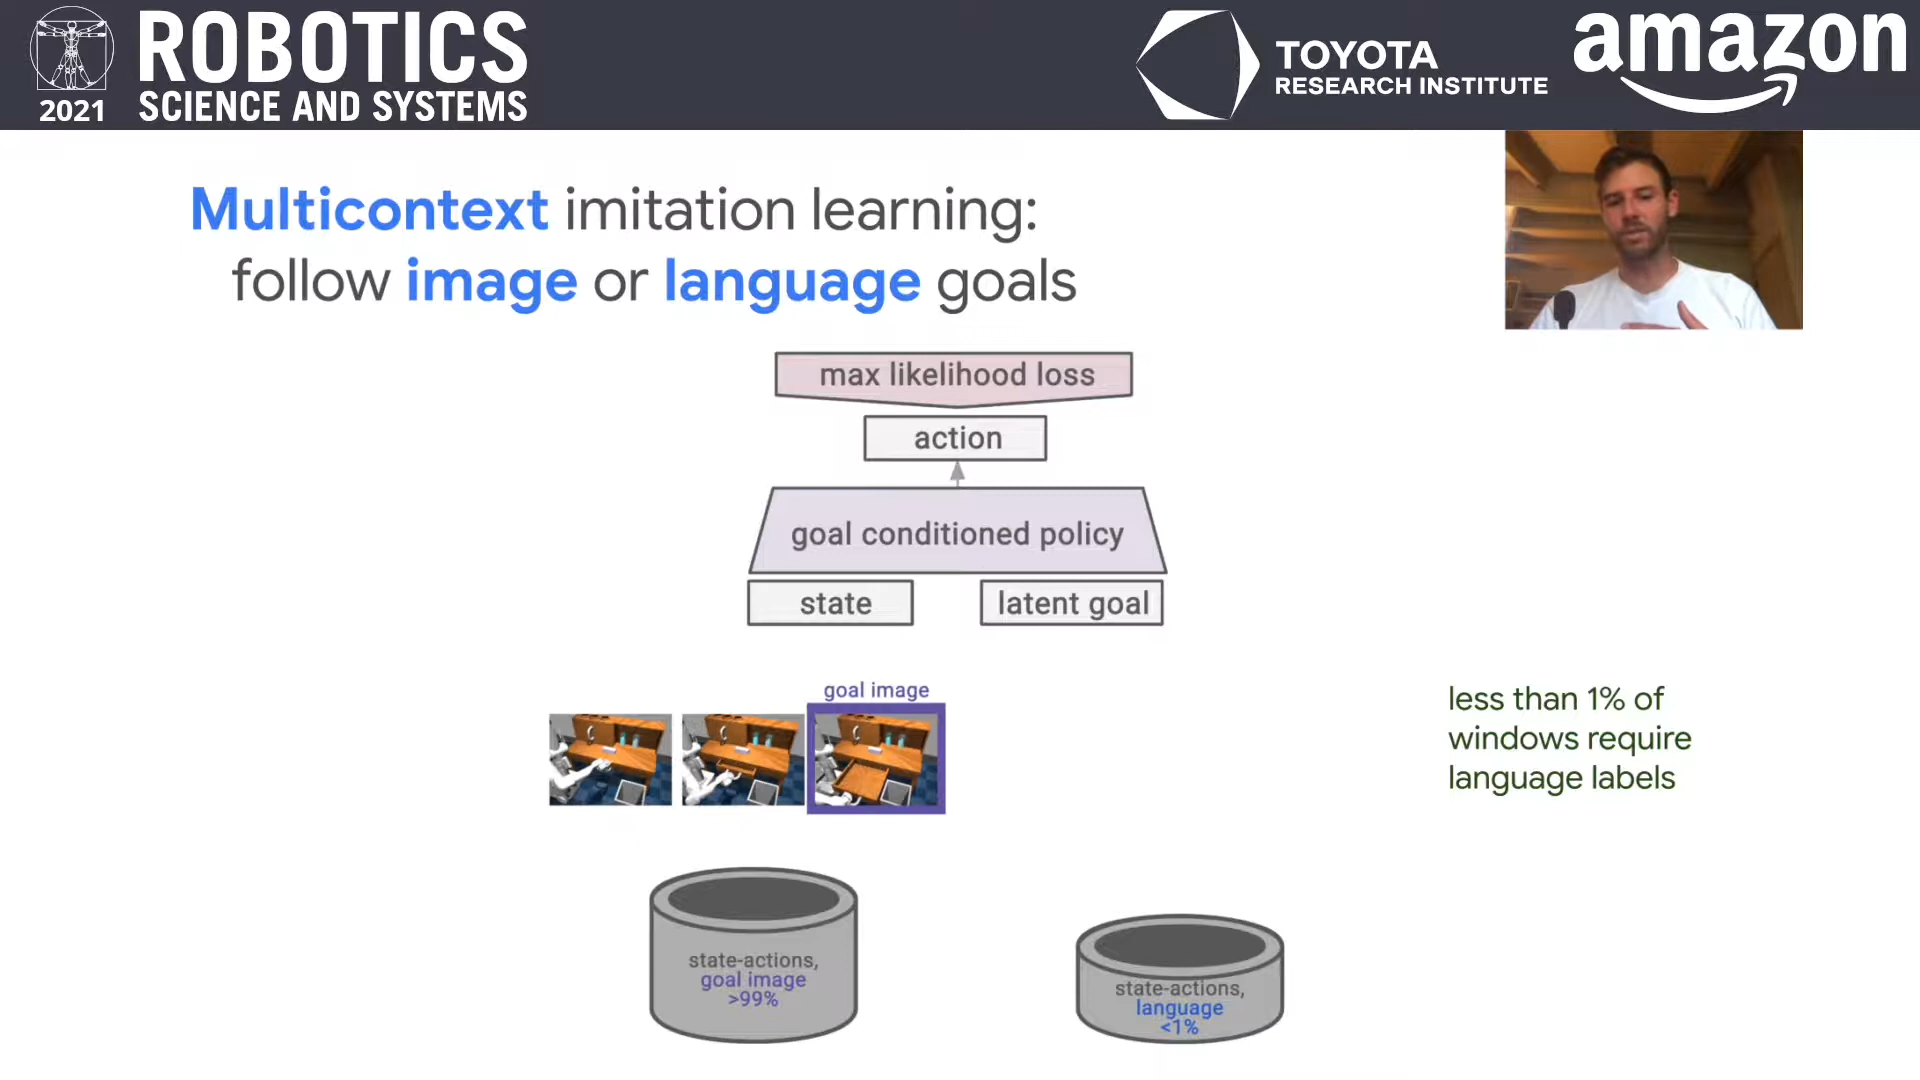 ROBOTICS
SCIENCE AND SYSTEMS
2021
TOYOTA
RESEARCH INSTITUTE
amazon
Multicontext imitation learning:
follow image or language goals
max likelihood loss
action
goal conditioned policy
state
latent goal
goal image
less than 1% of
windows require
language labels
state-actions,
goal image
>99%
state-actions,
language
<1%